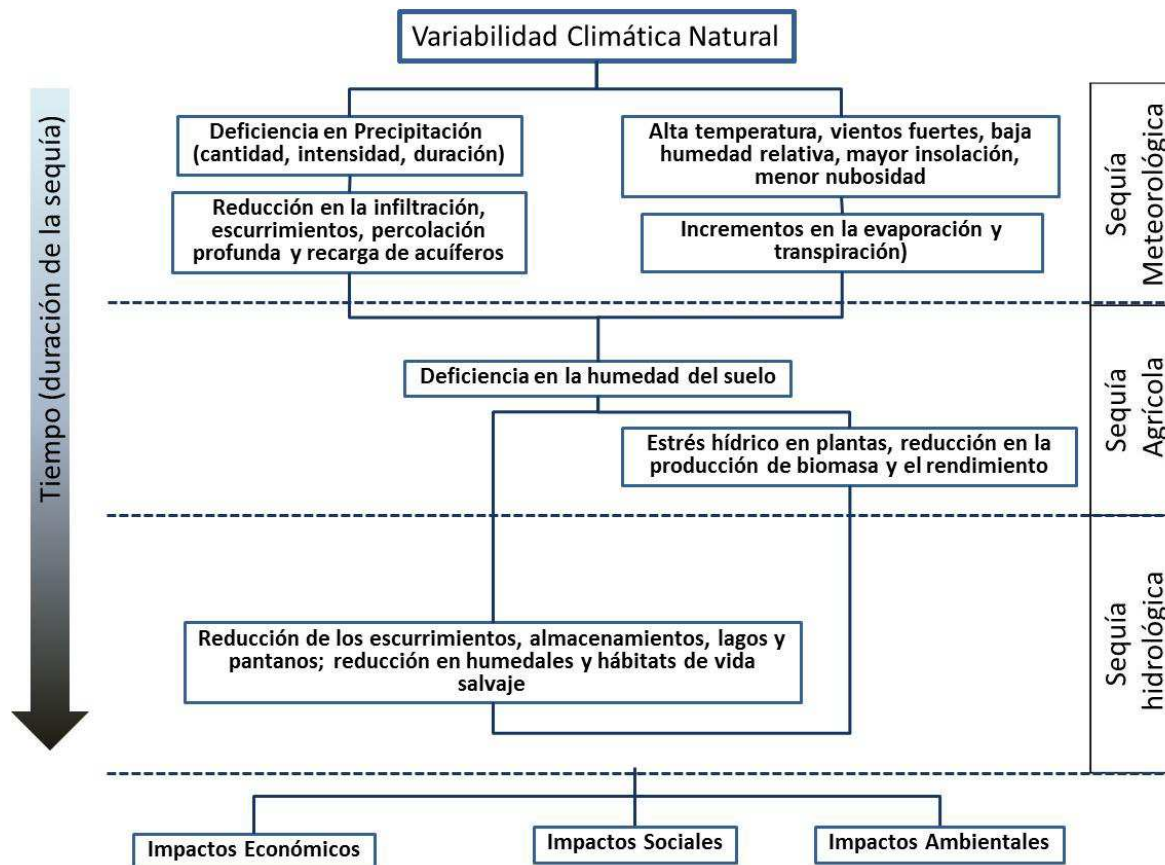 Variabilidad Climática Natural
Tiempo (duración de la sequía)
Deficiencia en Precipitación
(cantidad, intensidad, duración)
Alta temperatura, vientos fuertes, baja
humedad relativa, mayor insolación,
menor nubosidad
Reducción en la infiltración,
escurrimientos, percolación
profunda y recarga de acuíferos
Incrementos en la evaporación y
transpiración)
Sequía
Meteorológica
Deficiencia en la humedad del suelo
Estrés hídrico en plantas, reducción en la
producción de biomasa y el rendimiento
Sequía
Agrícola
Reducción de los escurrimientos, almacenamientos, lagos y
pantanos; reducción en humedales y hábitats de vida
salvaje
Sequía
hidrológica
Impactos Económicos
Impactos Sociales
Impactos Ambientales